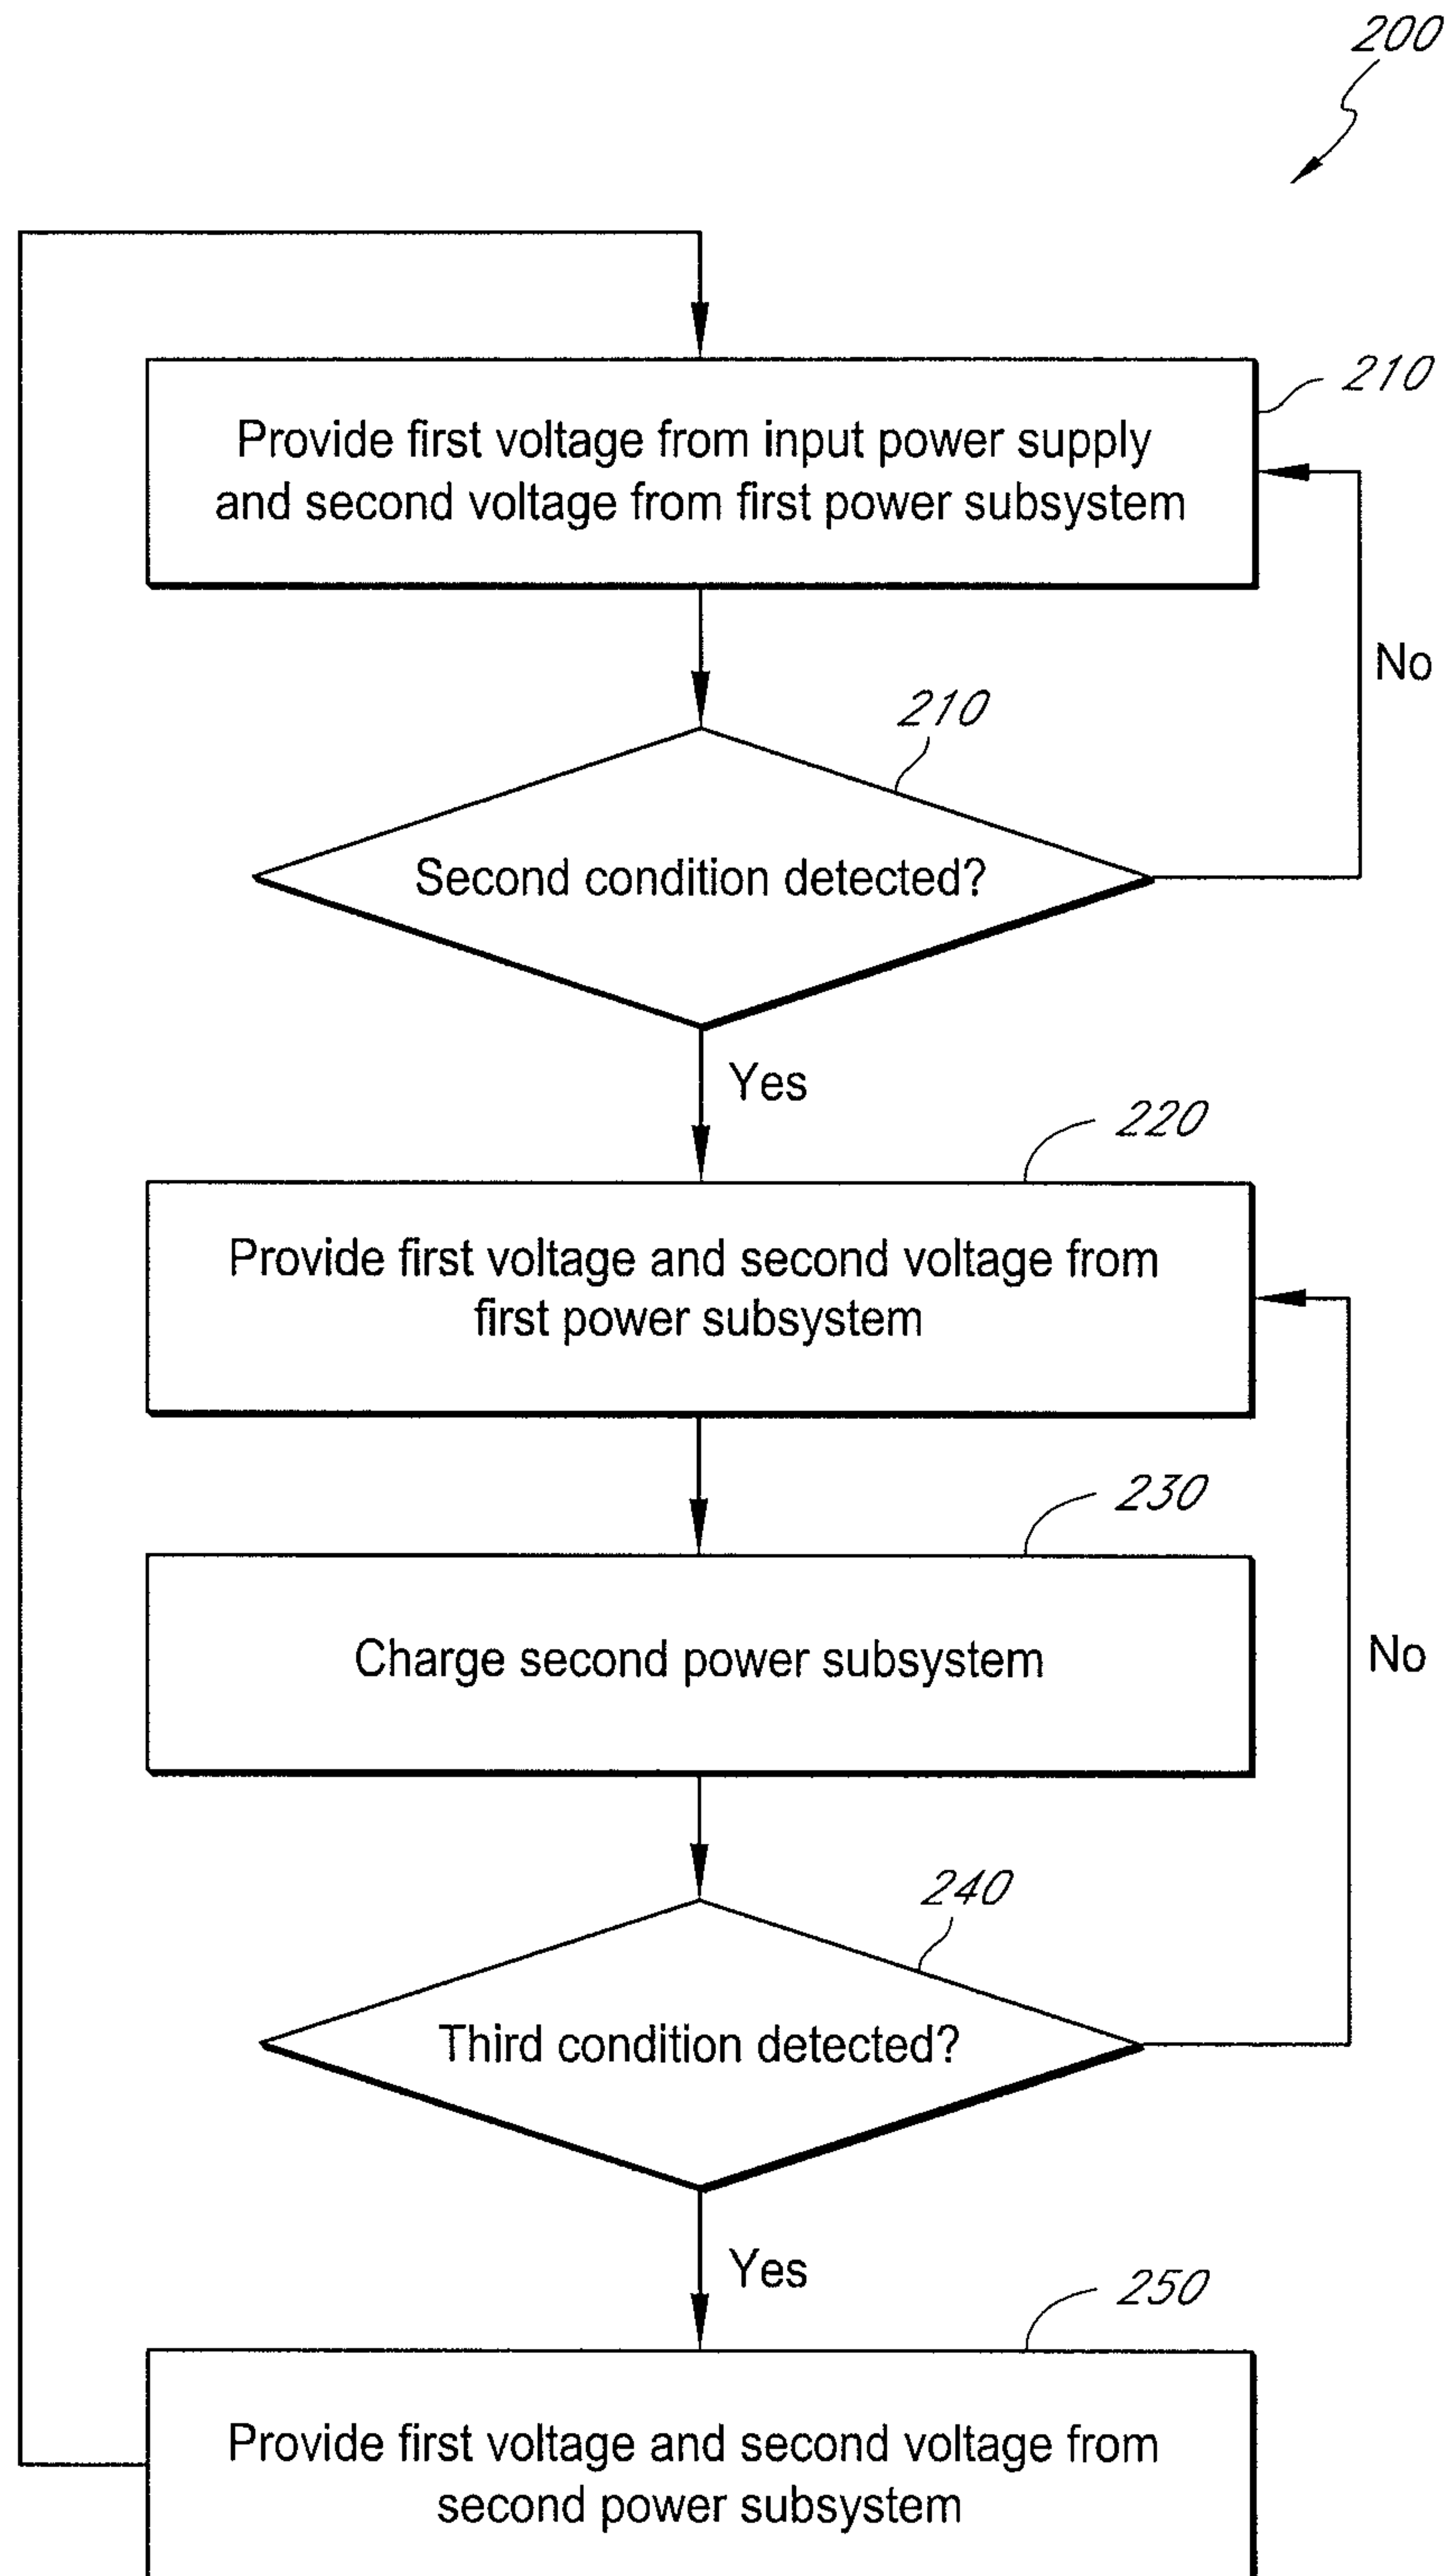 200
Provide first voltage from input power supply
and second voltage from first power subsystem
210
No
210
Second condition detected?
Yes
220
Provide first voltage and second voltage from
first power subsystem
230
Charge second power subsystem
No
240
Third condition detected?
Yes
250
Provide first voltage and second voltage from
second power subsystem